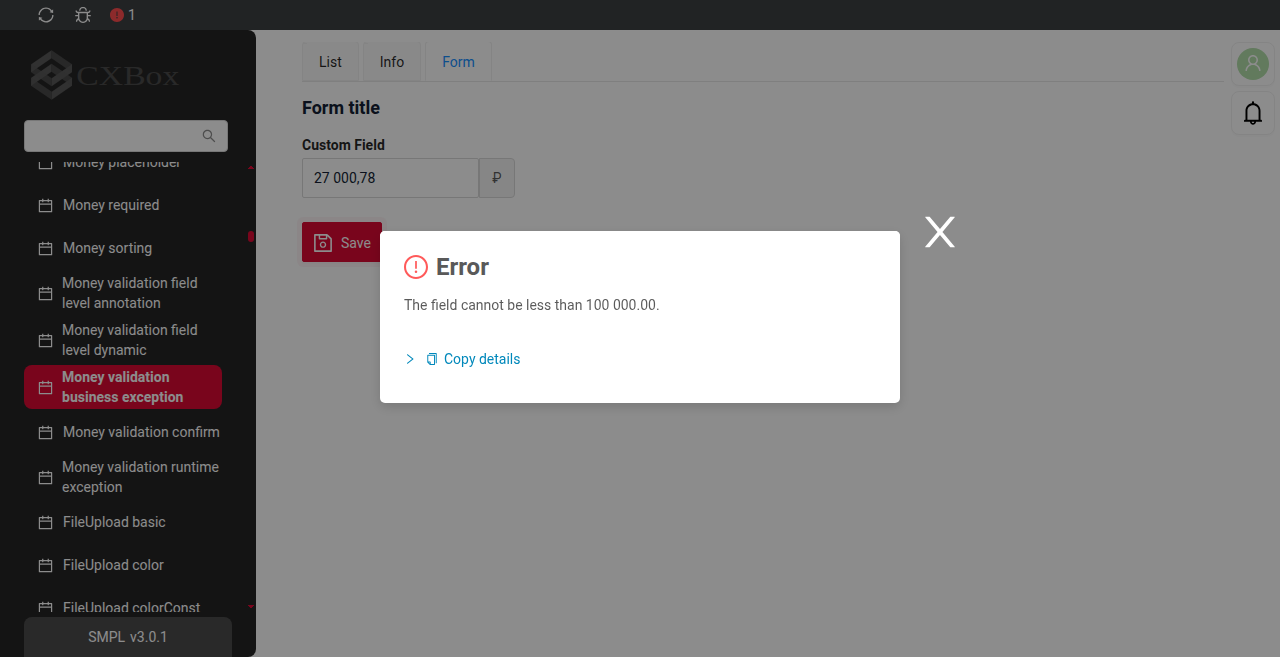 1
CXBox
Money placeholder
Money required
Money sorting
Money validation field
level annotation
Money validation field
level dynamic
Money validation
business exception
Money validation confirm
Money validation runtime
exception
FileUpload basic
FileUpload color
FileUpload colorConst
SMPL v3.0.1
List
Info
Form
Form title
Custom Field
27 000,78
₽
Save
Error
The field cannot be less than 100 000.00.
Copy details